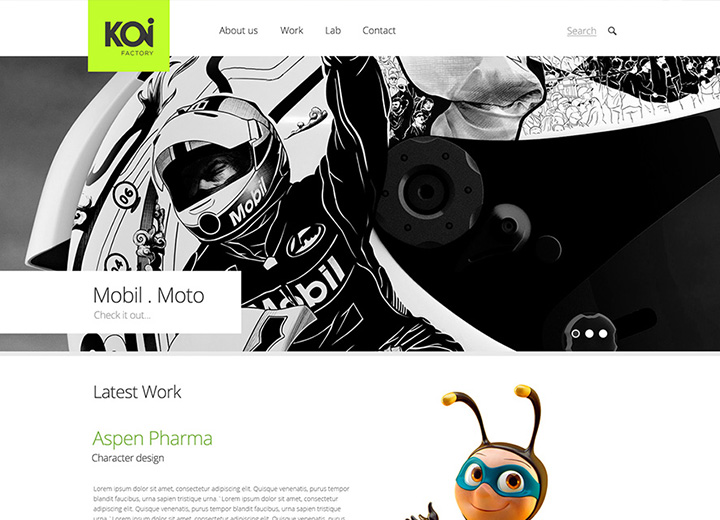 KOi
FACTORY
About us
Work
Lab
Contact
Search
06
04
Mobil
Mobil
Mobil . Moto
Check it out...
Latest Work
Aspen Pharma
Character design
Lorem ipsum dolor sit amet, consectetur adipiscing elit. Quisque venenatis, purus tempor
blandit faucibus, urna sapien tristique urna.`Lorem ipsum dolor sit amet, consectetur
adipiscing elit. Quisque venenatis, purus tempor blandit faucibus, urna sapien tristique
urna.`Lorem ipsum dolor sit amet, consectetur adipiscing elit. Quisque venenatis, purus